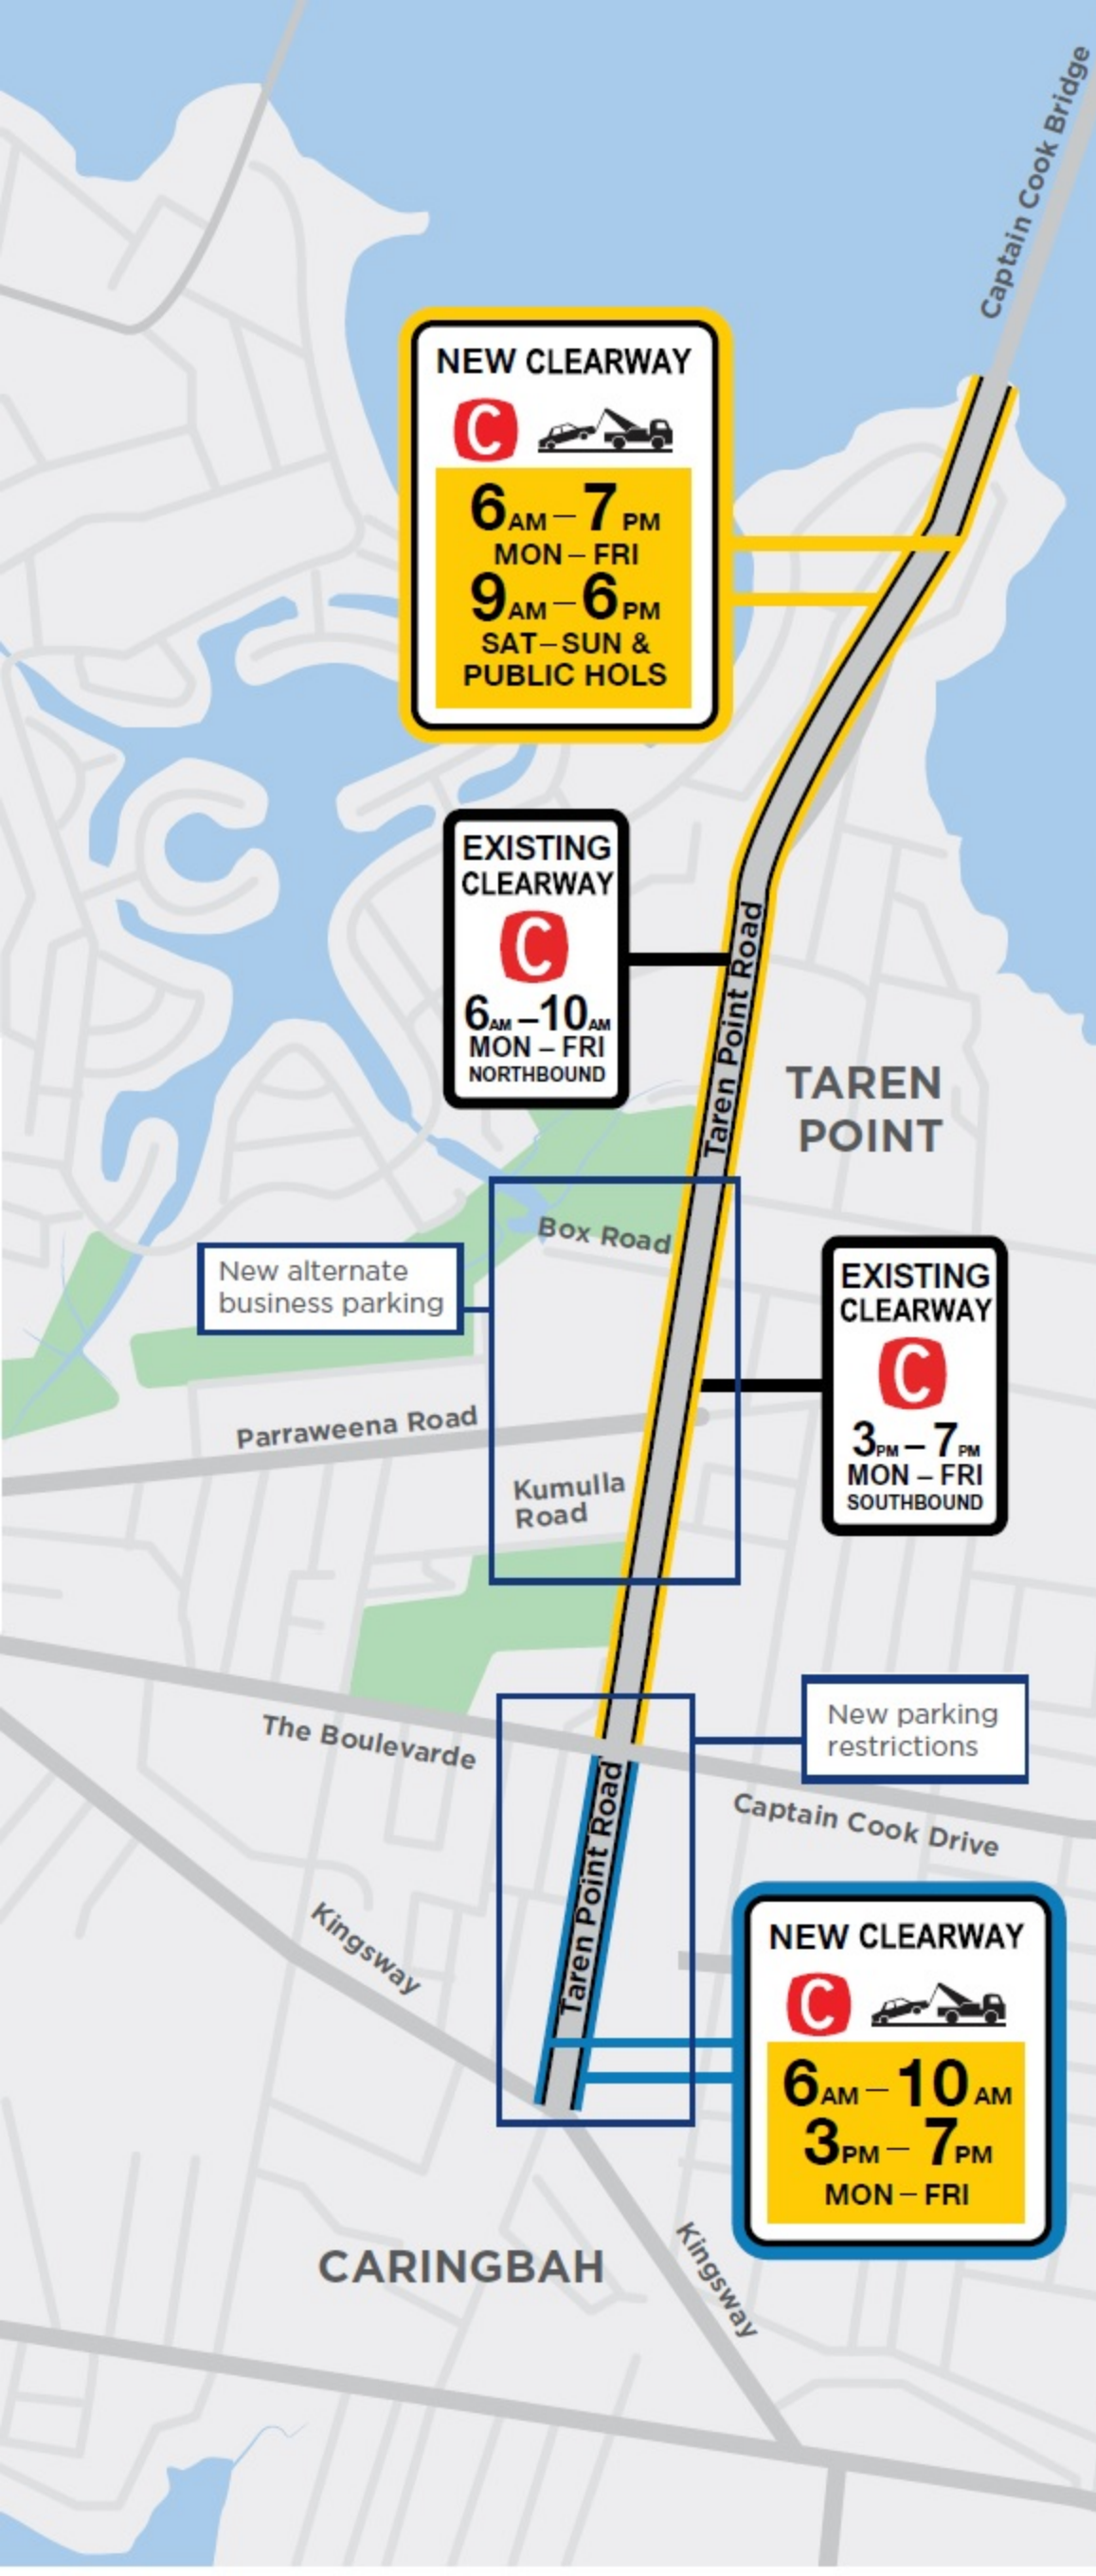 Captain Cook Bridge
NEW CLEARWAY
C
6AM – 7PM
MON – FRI
9AM – 6PM
SAT – SUN &
PUBLIC HOLS
EXISTING
CLEARWAY
C
6AM – 10AM
MON – FRI
NORTHBOUND
Taren Point Road
TAREN
POINT
Box Road
New alternate
business parking
EXISTING
CLEARWAY
C
3PM – 7PM
MON – FRI
SOUTHBOUND
Parraweena Road
Kumulla
Road
The Boulevarde
New parking
restrictions
Taren Point Road
Captain Cook Drive
Kingsway
NEW CLEARWAY
C
6AM – 10AM
3PM – 7PM
MON – FRI
CARINGBAH
Kingsway